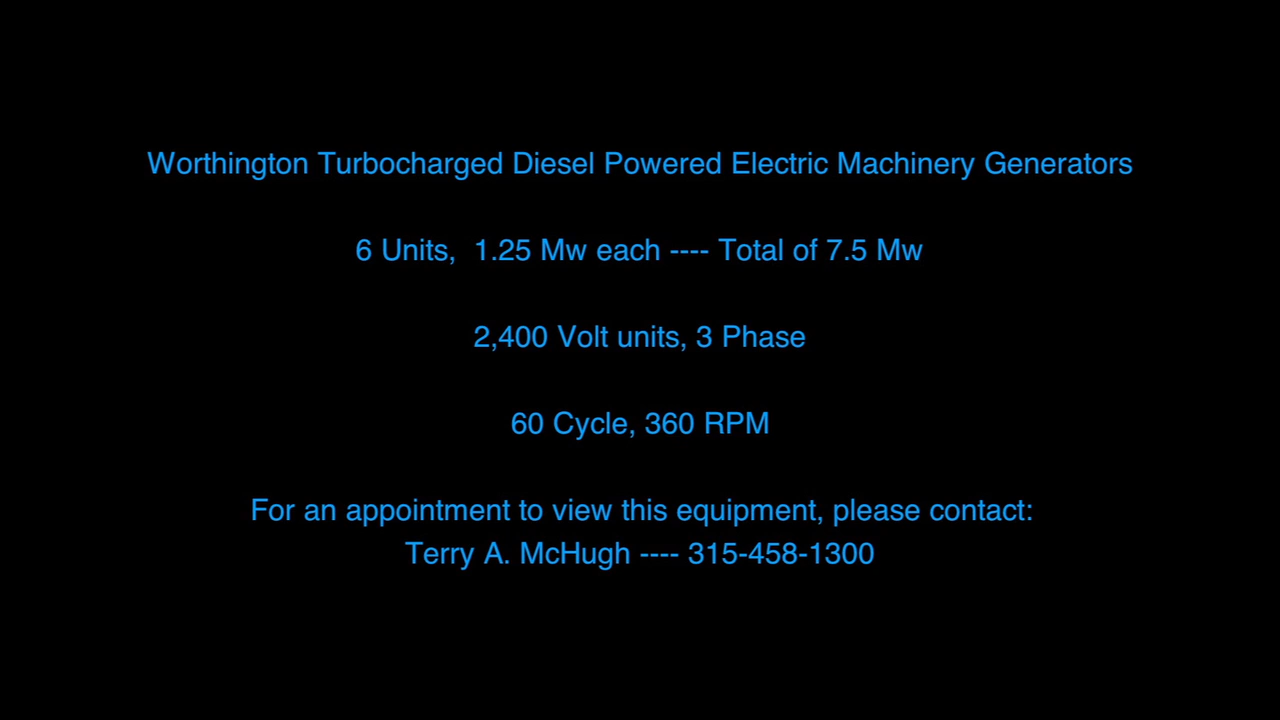 Worthington Turbocharged Diesel Powered Electric Machinery Generators
6 Units,  1.25 Mw each ---- Total of 7.5 Mw
2,400 Volt units, 3 Phase
60 Cycle, 360 RPM
For an appointment to view this equipment, please contact:
Terry A. McHugh ---- 315-458-1300